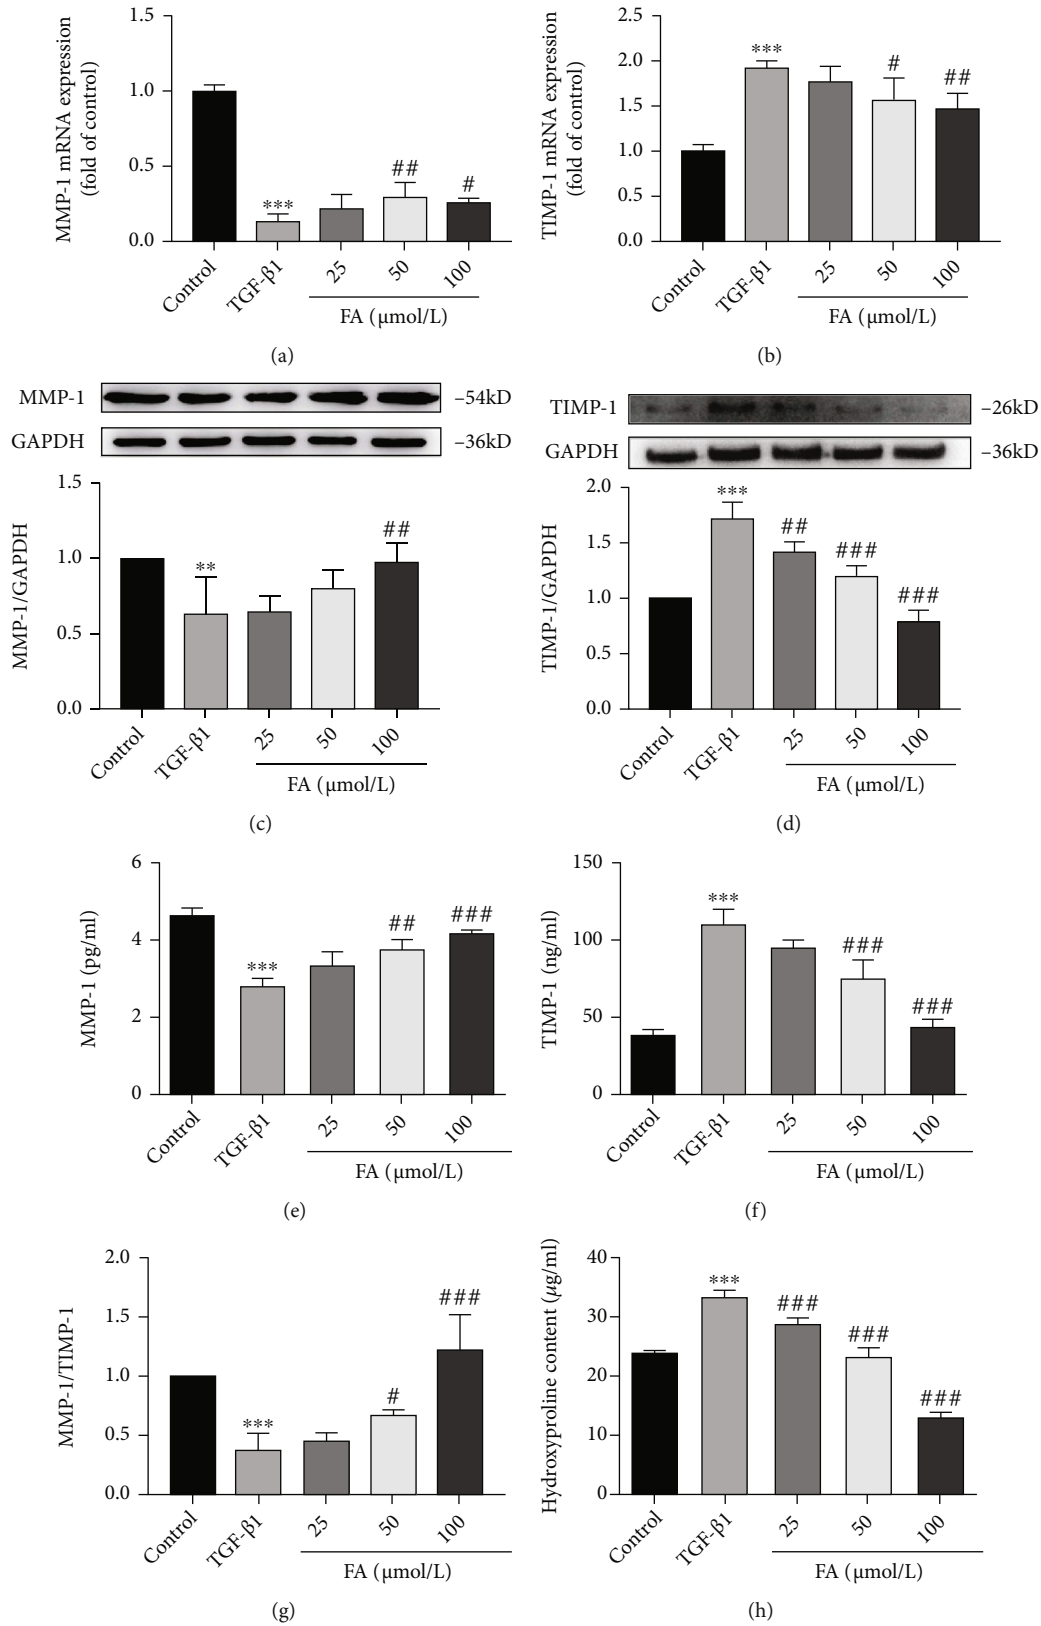 MMP-1 mRNA expression
(fold of control)
1.5
1.0
0.5
0.0
***
##
#
Control
TGF-β1
25
50
100
FA (μmol/L)
(a)
TIMP-1 mRNA expression
(fold of control)
2.5
2.0
1.5
1.0
0.5
0.0
***
#
##
Control
TGF-β1
25
50
100
FA (μmol/L)
(b)
MMP-1
–54kD
GAPDH
–36kD
MMP-1/GAPDH
1.5
1.0
0.5
0.0
**
##
Control
TGF-β1
25
50
100
FA (μmol/L)
(c)
TIMP-1
–26kD
GAPDH
–36kD
TIMP-1/GAPDH
2.0
1.5
1.0
0.5
0.0
***
##
###
###
Control
TGF-β1
25
50
100
FA (μmol/L)
(d)
MMP-1 (pg/ml)
6
4
2
0
***
##
###
Control
TGF-β1
25
50
100
FA (μmol/L)
(e)
TIMP-1 (ng/ml)
150
100
50
0
***
###
###
Control
TGF-β1
25
50
100
FA (μmol/L)
(f)
MMP-1/TIMP-1
2.0
1.5
1.0
0.5
0.0
***
#
###
Control
TGF-β1
25
50
100
FA (μmol/L)
(g)
Hydroxyproline content (μg/ml)
40
30
20
10
0
***
###
###
###
Control
TGF-β1
25
50
100
FA (μmol/L)
(h)